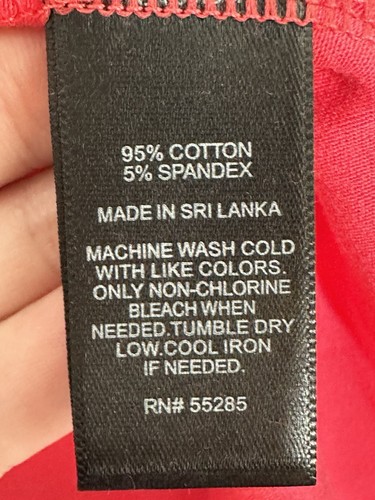 95% COTTON
5% SPANDEX
MADE IN SRI LANKA
MACHINE WASH COLD
WITH LIKE COLORS.
ONLY NON-CHLORINE
BLEACH WHEN
NEEDED.TUMBLE DRY
LOW.COOL IRON
IF NEEDED.
RN# 55285